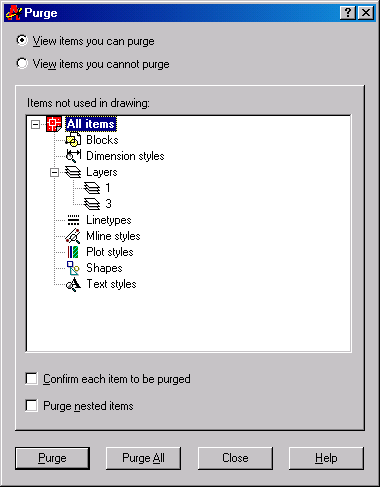 Purge
View items you can purge
View items you cannot purge
Items not used in drawing:
All items
Blocks
Dimension styles
Layers
1
3
Linetypes
Mline styles
Plot styles
Shapes
Text styles
Confirm each item to be purged
Purge nested items
Purge Purge All Close Help